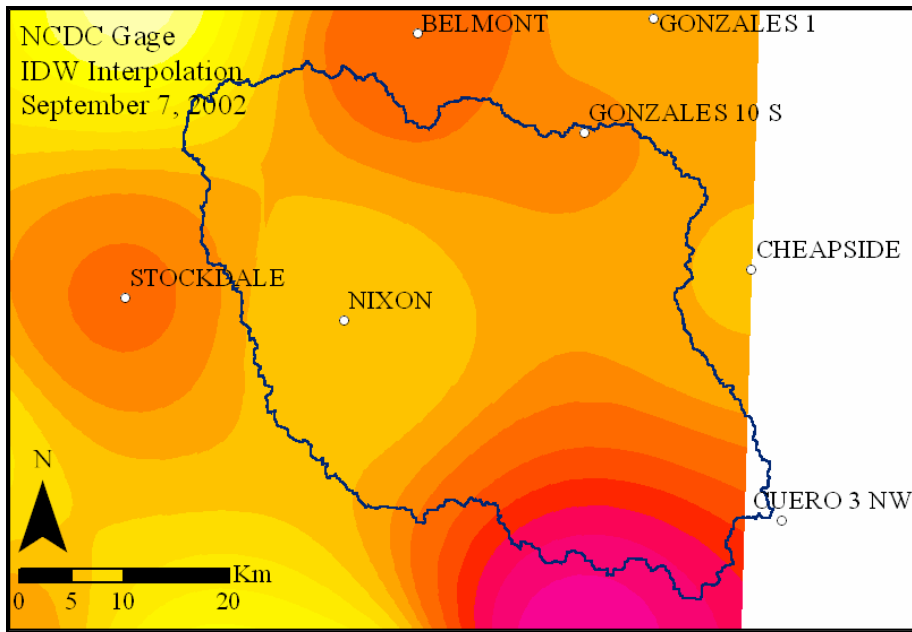 NCDC Gage
IDW Interpolation
September 7, 2002
BELMONT
GONZALES 1
GONZALES 10 S
CHEAPSIDE
STOCKDALE
NIXON
CUERO 3 NW
N
Km
0 5 10 20